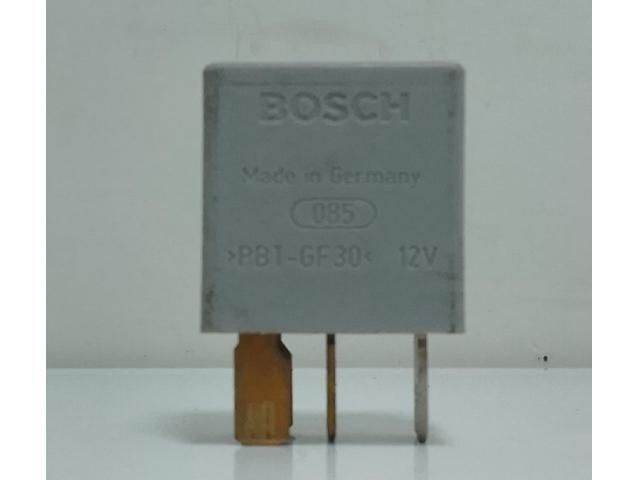 BOSCH
Made in Germany
085
>PBT-GF30< 12V